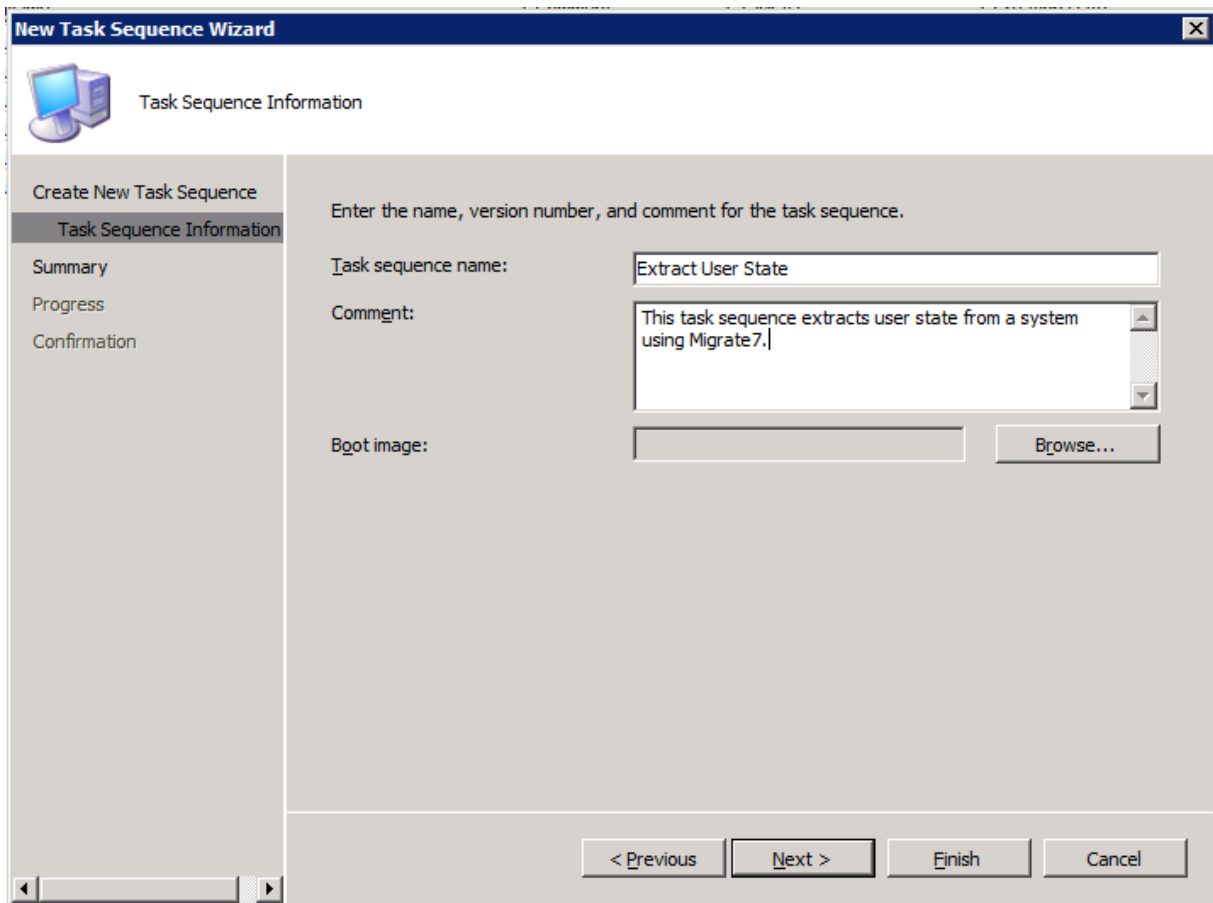 New Task Sequence Wizard
Task Sequence Information
Create New Task Sequence
Task Sequence Information
Summary
Progress
Confirmation
Enter the name, version number, and comment for the task sequence.
Task sequence name:
Extract User State
Comment:
This task sequence extracts user state from a system
using Migrate7.
Boot image:
Browse...
< Previous
Next >
Finish
Cancel